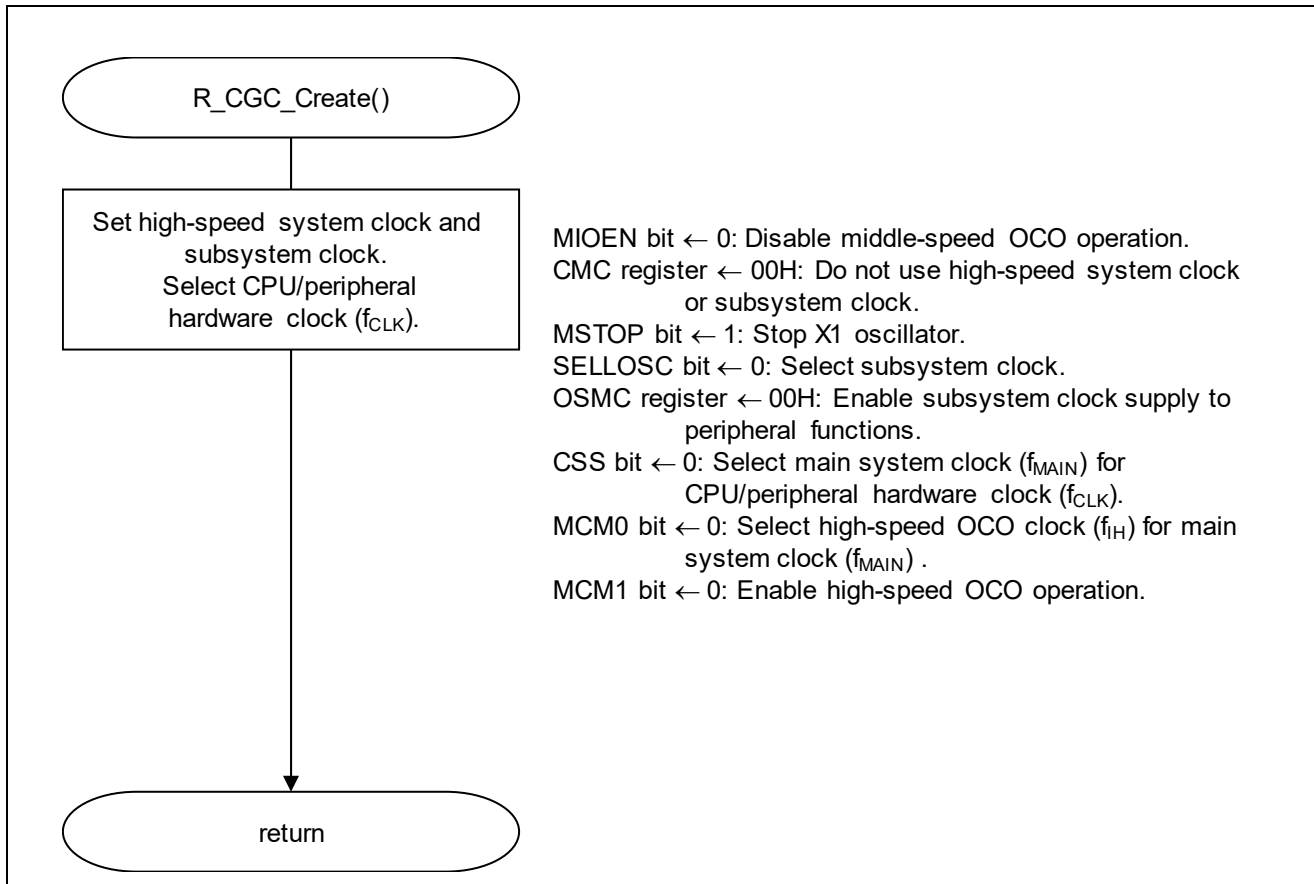 R_CGC_Create()
Set high-speed system clock and
subsystem clock.
Select CPU/peripheral
hardware clock (fCLK).
MIOEN bit ← 0: Disable middle-speed OCO operation.
CMC register ← 00H: Do not use high-speed system clock
or subsystem clock.
MSTOP bit ← 1: Stop X1 oscillator.
SELLOSC bit ← 0: Select subsystem clock.
OSMC register ← 00H: Enable subsystem clock supply to
peripheral functions.
CSS bit ← 0: Select main system clock (fMAIN) for
CPU/peripheral hardware clock (fCLK).
MCM0 bit ← 0: Select high-speed OCO clock (fIH) for main
system clock (fMAIN) .
MCM1 bit ← 0: Enable high-speed OCO operation.
return